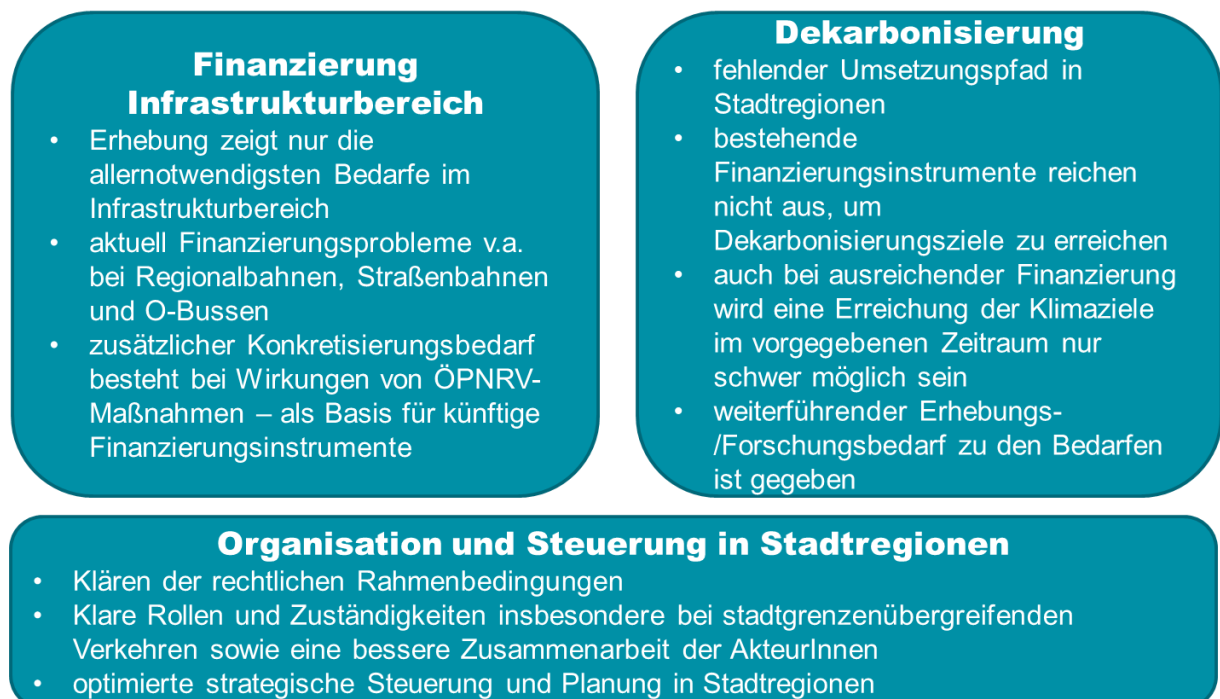 Finanzierung
Infrastrukturbereich
• Erhebung zeigt nur die
allernotwendigsten Bedarfe im
Infrastrukturbereich
• aktuell Finanzierungsprobleme v.a.
bei Regionalbahnen, Straßenbahnen
und O-Bussen
• zusätzlicher Konkretisierungsbedarf
besteht bei Wirkungen von ÖPNRV-
Maßnahmen – als Basis für künftige
Finanzierungsinstrumente
Dekarbonisierung
• fehlender Umsetzungspfad in
Stadtregionen
• bestehende
Finanzierungsinstrumente reichen
nicht aus, um
Dekarbonisierungsziele zu erreichen
• auch bei ausreichender Finanzierung
wird eine Erreichung der Klimaziele
im vorgegebenen Zeitraum nur
schwer möglich sein
• weiterführender Erhebungs-
/Forschungsbedarf zu den Bedarfen
ist gegeben
Organisation und Steuerung in Stadtregionen
• Klären der rechtlichen Rahmenbedingungen
• Klare Rollen und Zuständigkeiten insbesondere bei stadtgrenzenübergreifenden
Verkehren sowie eine bessere Zusammenarbeit der AkteurInnen
• optimierte strategische Steuerung und Planung in Stadtregionen